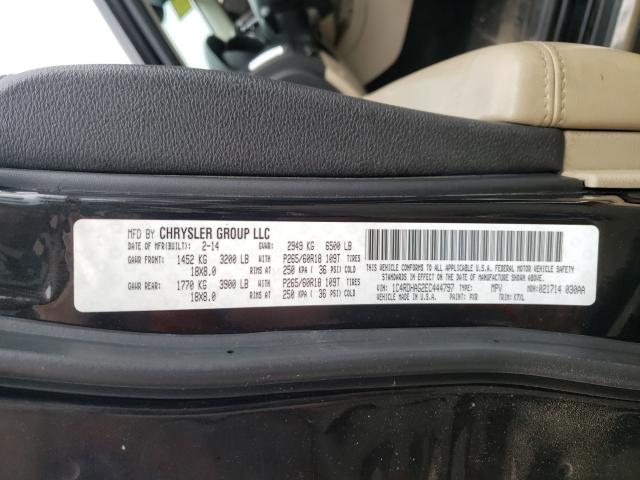 MFD BY CHRYSLER GROUP LLC
DATE OF MFR(BUILT): 2-14 GVWR: 2949 KG 6500 LB
GAWR FRONT: 1452 KG 3200 LB WITH P265/60R18 109T TIRES
18X8.0 RIMS AT 250 KPA ( 36 PSI) COLD
GAWR REAR: 1770 KG 3900 LB WITH P265/60R18 109T TIRES
18X8.0 RIMS AT 250 KPA ( 36 PSI) COLD
THIS VEHICLE CONFORMS TO ALL APPLICABLE U.S.A. FEDERAL MOTOR VEHICLE SAFETY
STANDARDS IN EFFECT ON THE DATE OF MANUFACTURE SHOWN ABOVE.
VIN: 1C4RDHAG2EC444797 TYPE: MPV MDH:021714 030AA
VEHICLE MADE IN U.S.A. PAINT: PXR TRIM: K7XL